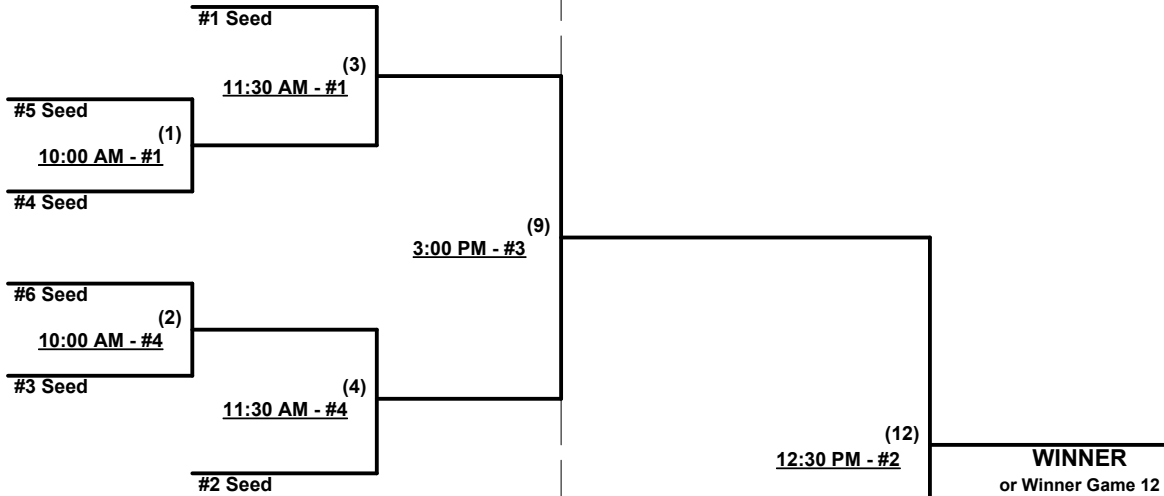 #1 Seed
(3)
11:30 AM - #1
#5 Seed
(1)
10:00 AM - #1
#4 Seed
(9)
3:00 PM - #3
#6 Seed
(2)
10:00 AM - #4
#3 Seed
(4)
11:30 AM - #4
#2 Seed
(12)
12:30 PM - #2
WINNER
or Winner Game 12